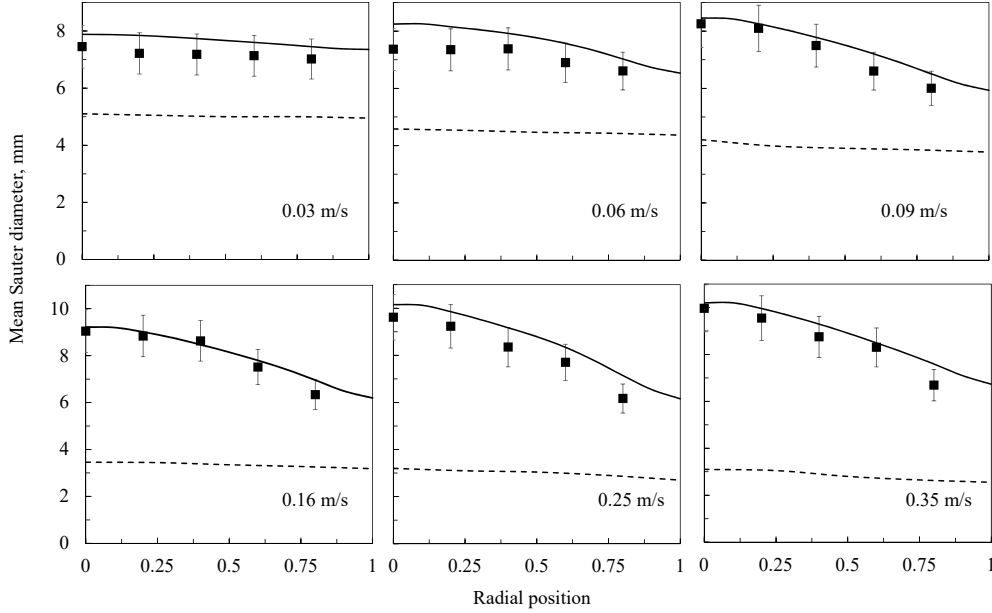 8
6
4
2
0
0.03 m/s
0.06 m/s
0.09 m/s
Mean Sauter diameter, mm
10
8
6
4
2
0
0.16 m/s
0.25 m/s
0.35 m/s
0 0.25 0.5 0.75 1
0 0.25 0.5 0.75 1
0 0.25 0.5 0.75 1
Radial position